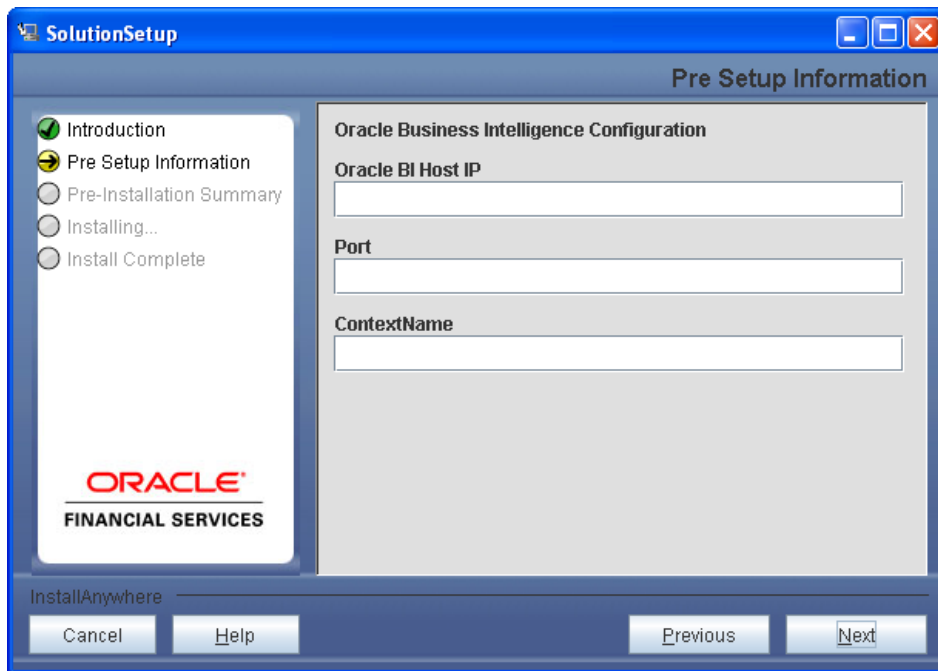 SolutionSetup
Pre Setup Information
Introduction
Pre Setup Information
Pre-Installation Summary
Installing...
Install Complete
ORACLE
FINANCIAL SERVICES
Oracle Business Intelligence Configuration
Oracle BI Host IP
Port
ContextName
InstallAnywhere
Cancel
Help
Previous
Next